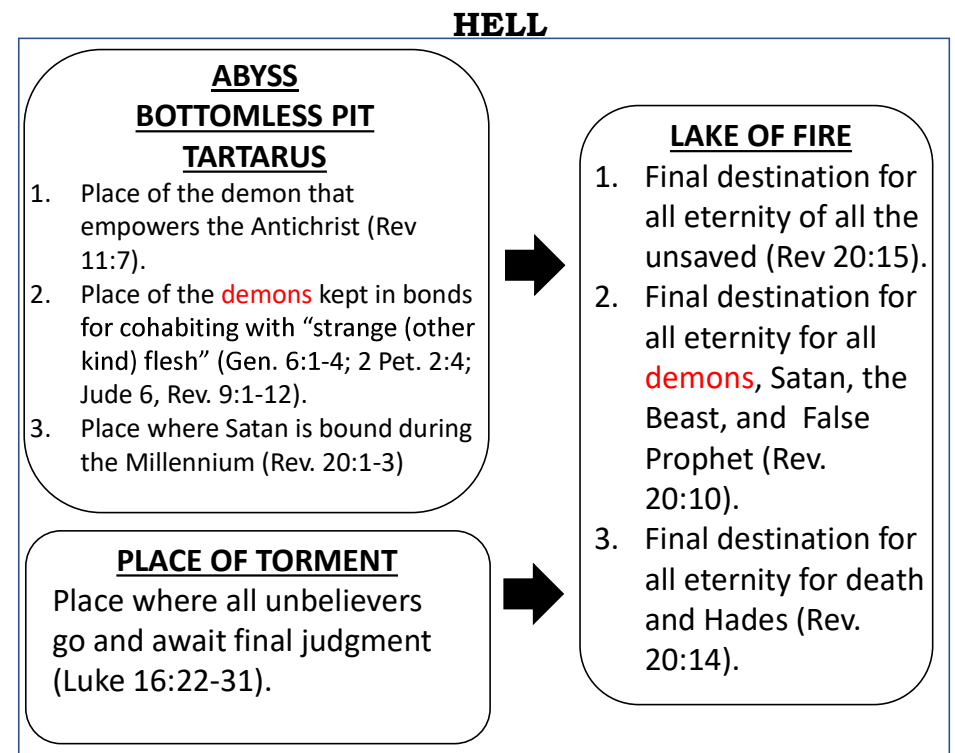 HELL
ABYSS
BOTTOMLESS PIT
TARTARUS
1. Place of the demon that
empowers the Antichrist (Rev
11:7).
2. Place of the demons kept in bonds
for cohabiting with “strange (other
kind) flesh” (Gen. 6:1-4; 2 Pet. 2:4;
Jude 6, Rev. 9:1-12).
3. Place where Satan is bound during
the Millennium (Rev. 20:1-3)
PLACE OF TORMENT
Place where all unbelievers
go and await final judgment
(Luke 16:22-31).
LAKE OF FIRE
1. Final destination for
all eternity of all the
unsaved (Rev 20:15).
2. Final destination for
all eternity for all
demons, Satan, the
Beast, and False
Prophet (Rev.
20:10).
3. Final destination for
all eternity for death
and Hades (Rev.
20:14).